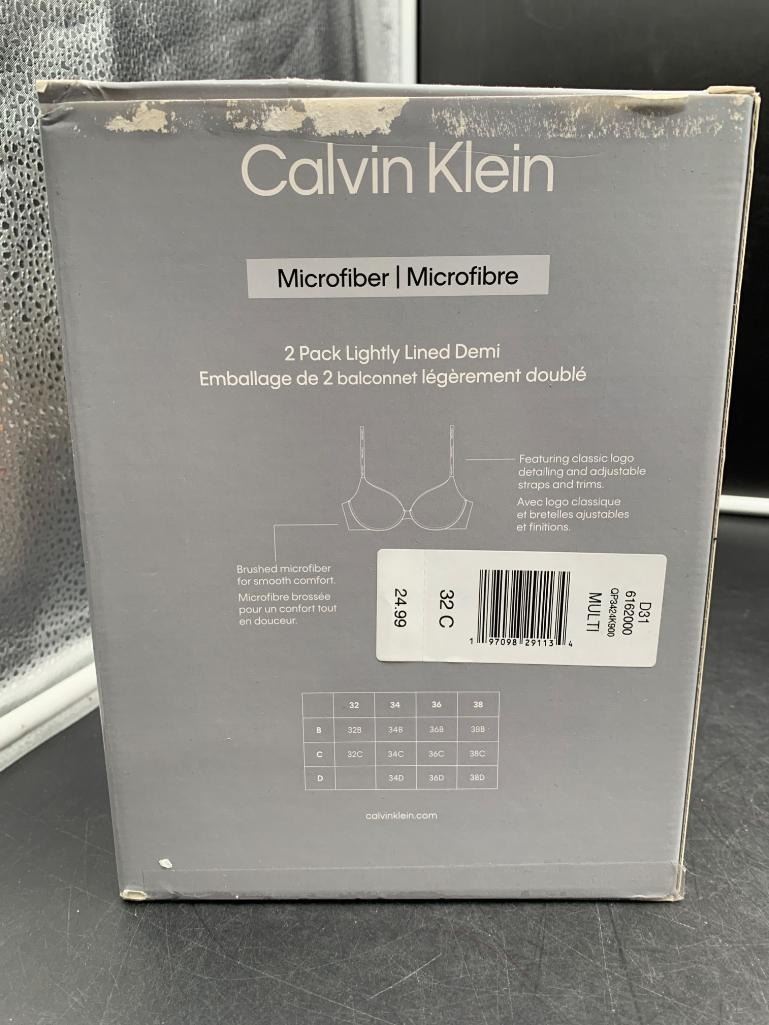 Calvin Klein
Microfiber | Microfibre
2 Pack Lightly Lined Demi
Emballage de 2 balconnet légèrement doublé
Featuring classic logo
detailing and adjustable
straps and trims.
Avec logo classique
et bretelles ajustables
et finitions.
Brushed microfiber
for smooth comfort.
Microfibre brossée
pour un confort tout
en douceur.
D31
6162000
QP3424K900
MULTI
1 97098 29113 4
32 C
24.99
32 34 36 38
B 32B 34B 36B 38B
C 32C 34C 36C 38C
D 34D 36D 38D
calvinklein.com